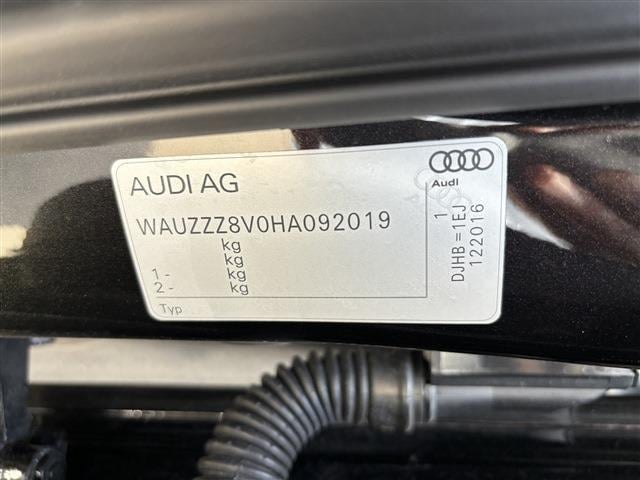 AUDI AG
Audi
WAUZZZ8V0HA092019
kg
kg
1 - kg
2 - kg
Typ
1
DJHB=1EJ
122016